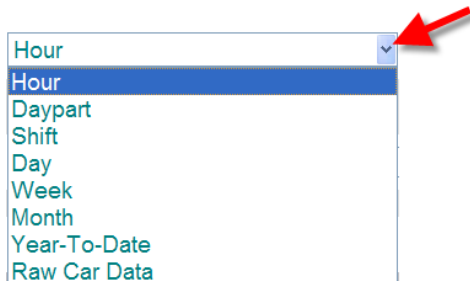 Hour
Hour
Daypart
Shift
Day
Week
Month
Year-To-Date
Raw Car Data